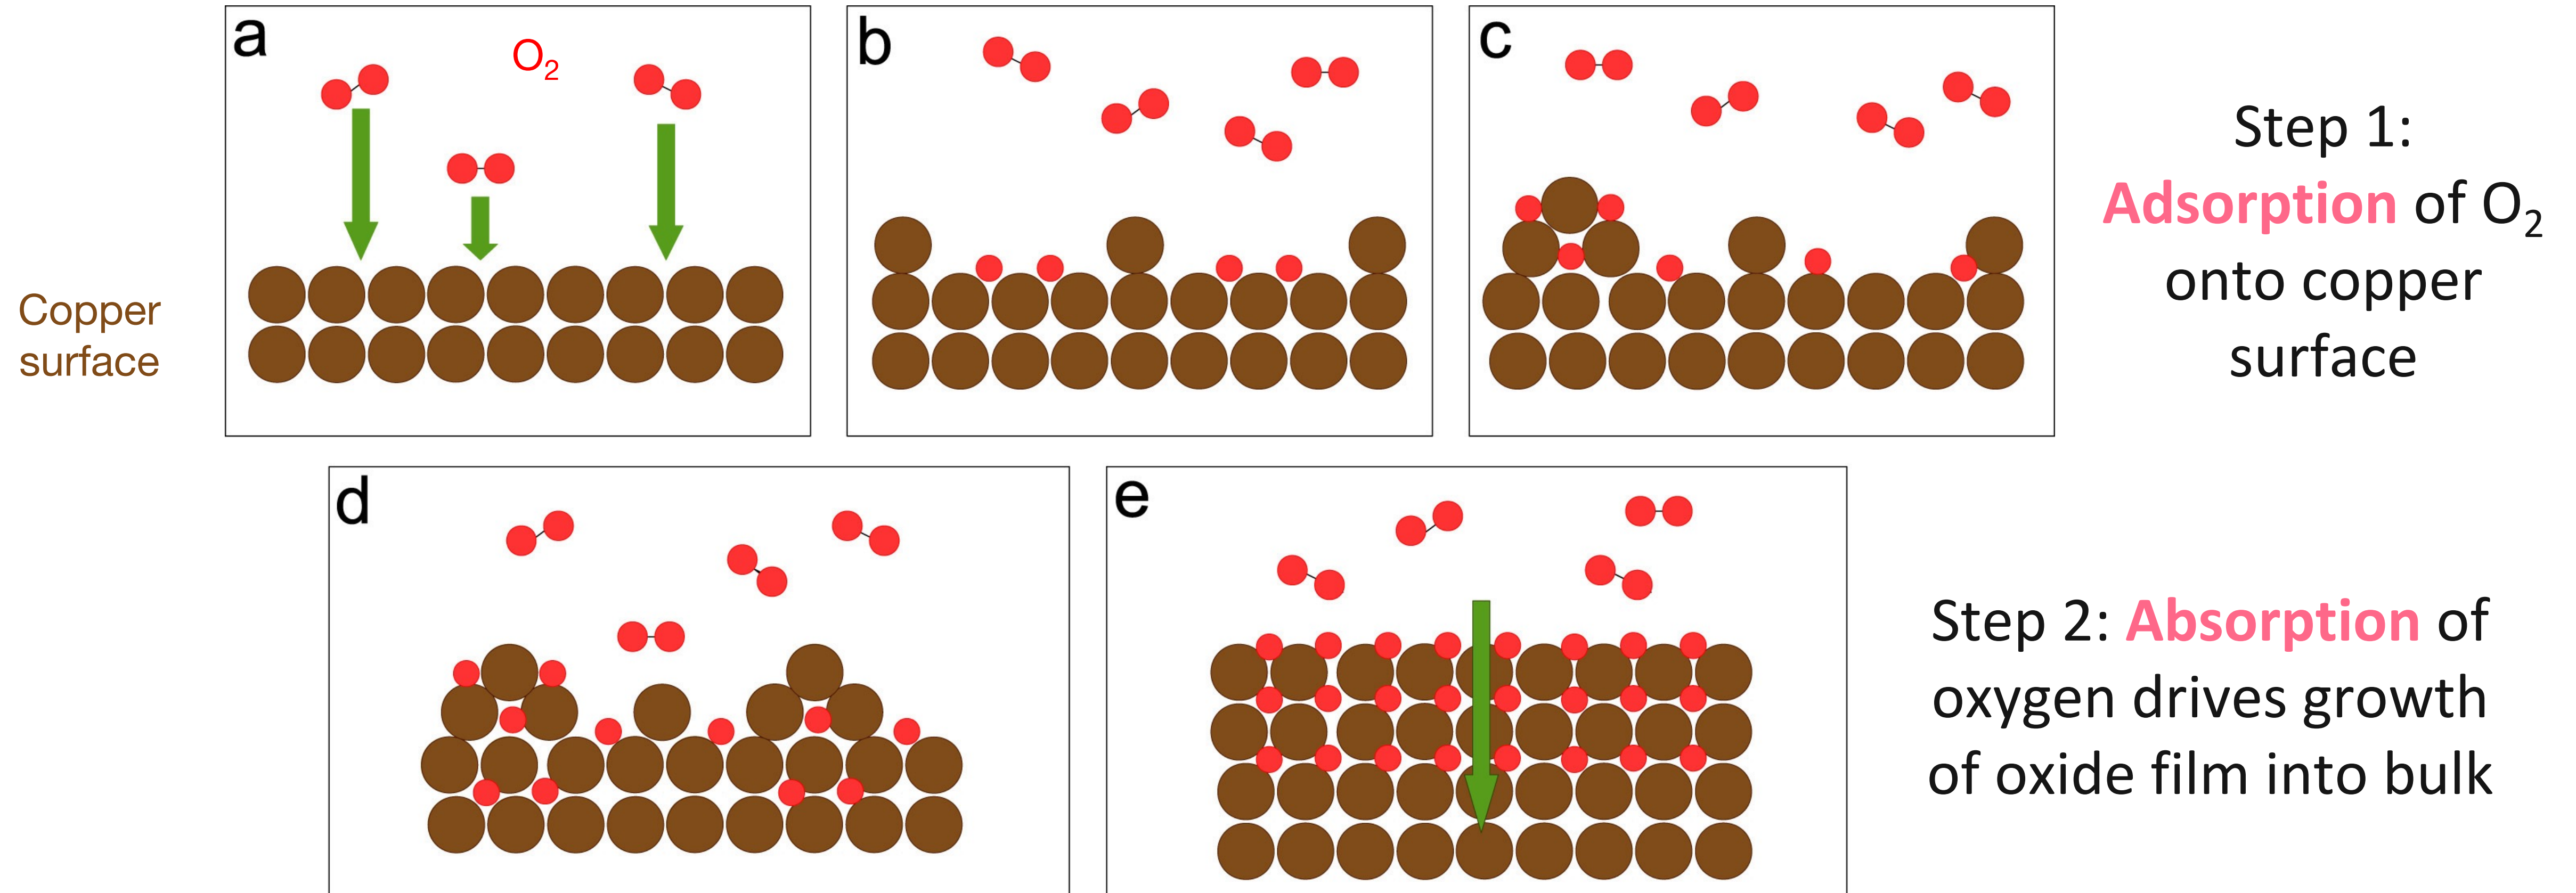 a
O₂
Copper
surface
b
c
Step 1:
Adsorption of O₂
onto copper
surface
d
e
Step 2: Absorption of
oxygen drives growth
of oxide film into bulk